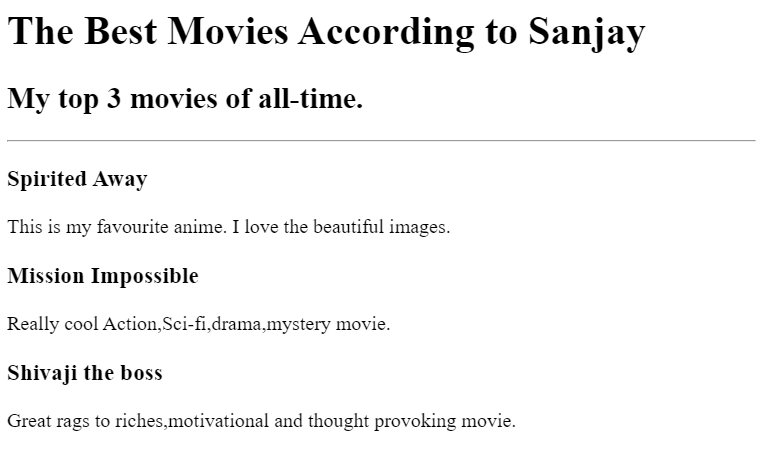 The Best Movies According to Sanjay
My top 3 movies of all-time.
Spirited Away
This is my favourite anime. I love the beautiful images.
Mission Impossible
Really cool Action,Sci-fi,drama,mystery movie.
Shivaji the boss
Great rags to riches,motivational and thought provoking movie.